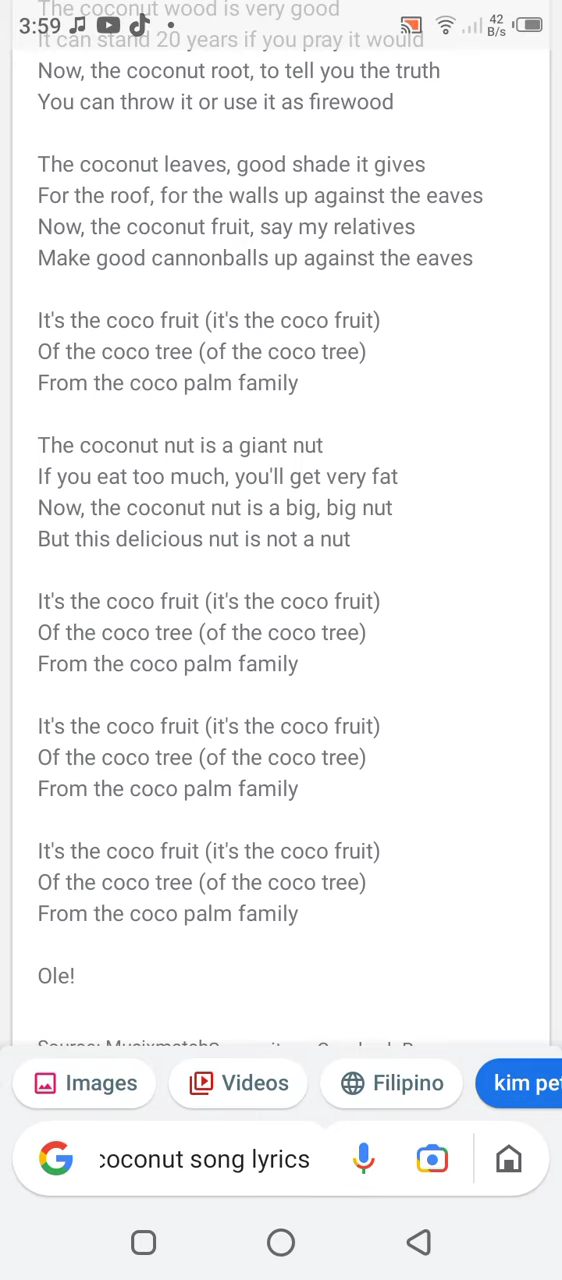 The coconut wood is very good
3:59
42
B/s
It can stand 20 years if you pray it would
Now, the coconut root, to tell you the truth
You can throw it or use it as firewood
The coconut leaves, good shade it gives
For the roof, for the walls up against the eaves
Now, the coconut fruit, say my relatives
Make good cannonballs up against the eaves
It's the coco fruit (it's the coco fruit)
Of the coco tree (of the coco tree)
From the coco palm family
The coconut nut is a giant nut
If you eat too much, you'll get very fat
Now, the coconut nut is a big, big nut
But this delicious nut is not a nut
It's the coco fruit (it's the coco fruit)
Of the coco tree (of the coco tree)
From the coco palm family
It's the coco fruit (it's the coco fruit)
Of the coco tree (of the coco tree)
From the coco palm family
It's the coco fruit (it's the coco fruit)
Of the coco tree (of the coco tree)
From the coco palm family
Ole!
Source: Musixmatch
Images
Videos
Filipino
kim pet
coconut song lyrics